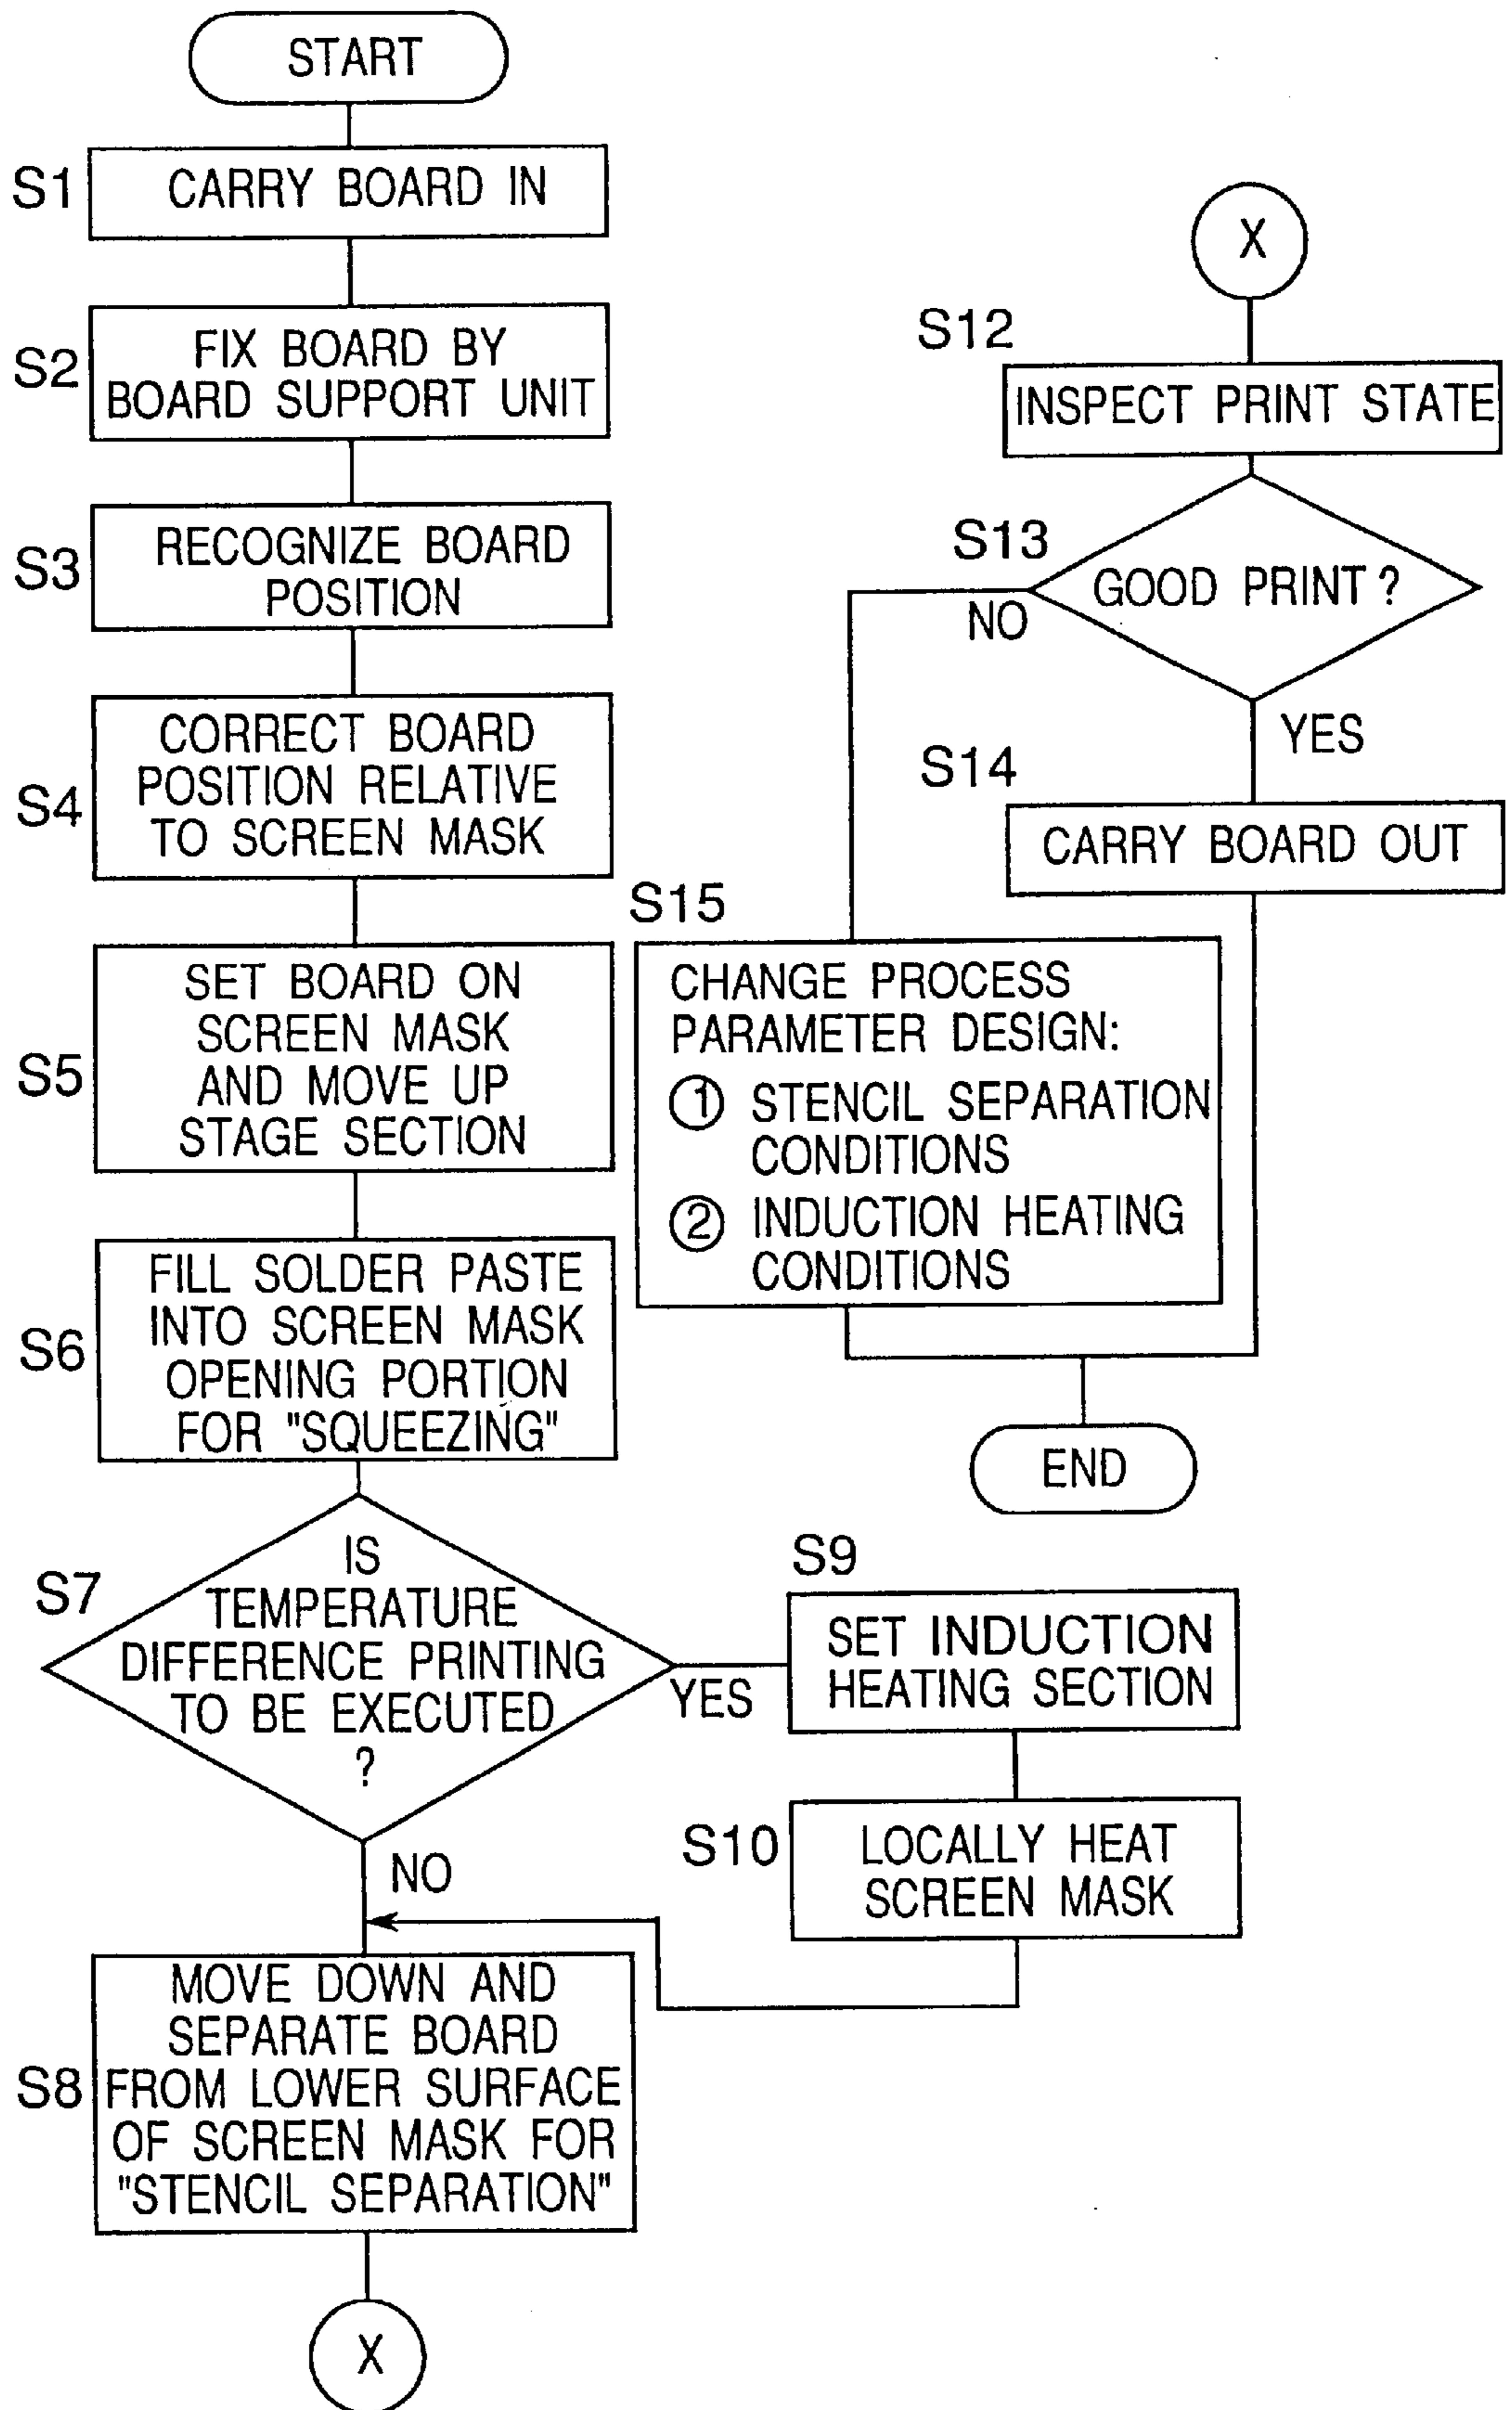 START
S1
CARRY BOARD IN
S2
FIX BOARD BY
BOARD SUPPORT UNIT
S3
RECOGNIZE BOARD
POSITION
S4
CORRECT BOARD
POSITION RELATIVE
TO SCREEN MASK
S5
SET BOARD ON
SCREEN MASK
AND MOVE UP
STAGE SECTION
S6
FILL SOLDER PASTE
INTO SCREEN MASK
OPENING PORTION
FOR "SQUEEZING"
S7
IS
TEMPERATURE
DIFFERENCE PRINTING
TO BE EXECUTED
?
YES
NO
S9
SET INDUCTION
HEATING SECTION
S10
LOCALLY HEAT
SCREEN MASK
S8
MOVE DOWN AND
SEPARATE BOARD
FROM LOWER SURFACE
OF SCREEN MASK FOR
"STENCIL SEPARATION"
X
X
S12
INSPECT PRINT STATE
S13
GOOD PRINT?
NO
YES
S14
CARRY BOARD OUT
S15
CHANGE PROCESS
PARAMETER DESIGN:
① STENCIL SEPARATION
CONDITIONS
② INDUCTION HEATING
CONDITIONS
END